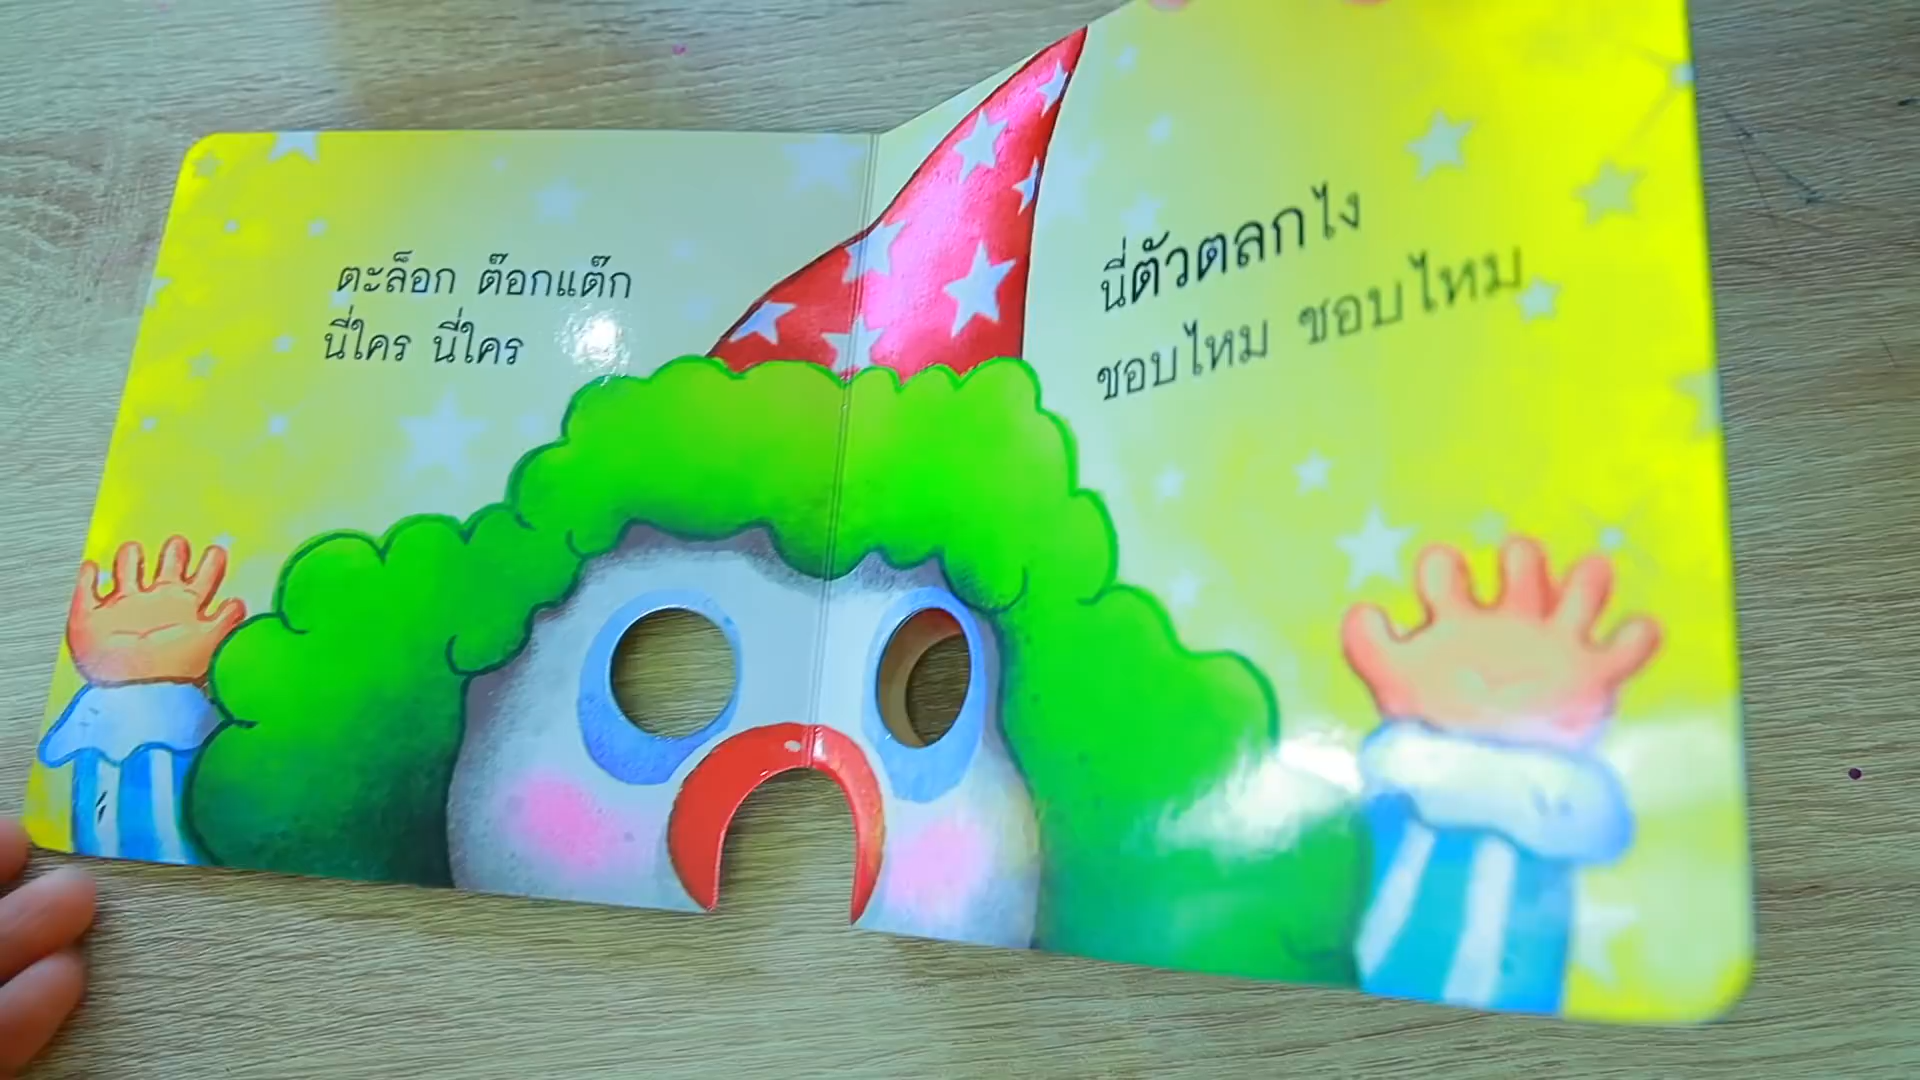 ตะล็อก ต๊อกแต๊ก
นี่ใคร นี่ใคร
นี่ตัวตลกไง
ชอบไหม ชอบไหม